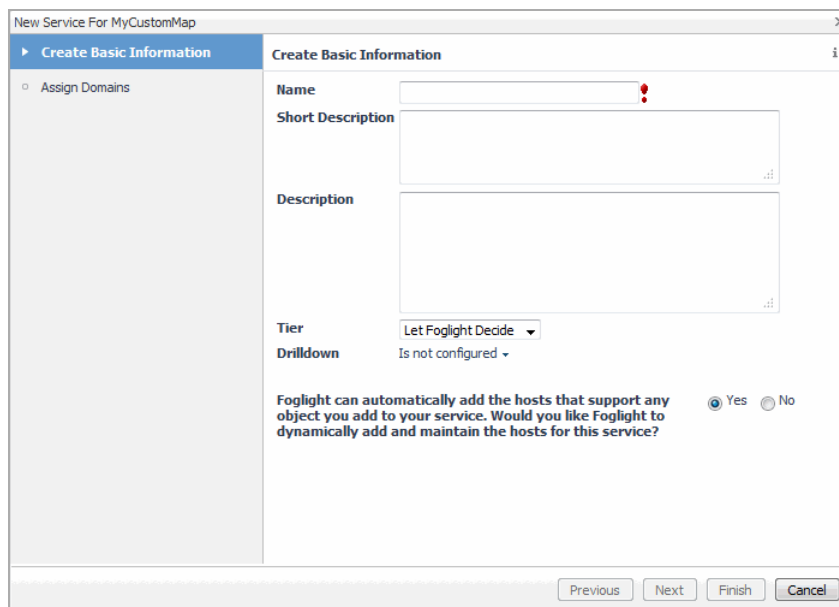 New Service For MyCustomMap
Create Basic Information
Assign Domains
Create Basic Information
Name
Short Description
Description
Tier
Let Foglight Decide
Drilldown
Is not configured
Foglight can automatically add the hosts that support any
object you add to your service. Would you like Foglight to
dynamically add and maintain the hosts for this service?
Yes
No
Previous
Next
Finish
Cancel